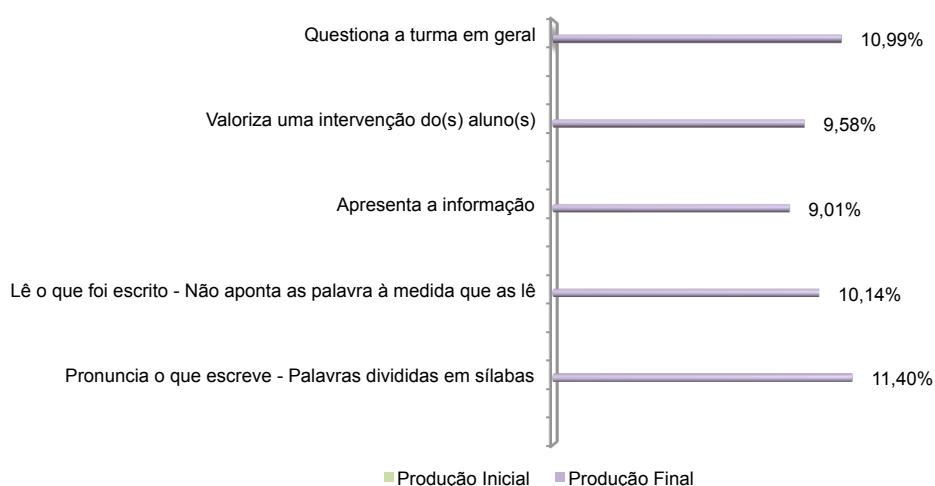 Questiona a turma em geral 10,99%
Valoriza uma intervenção do(s) aluno(s) 9,58%
Apresenta a informação 9,01%
Lê o que foi escrito - Não aponta as palavra à medida que as lê 10,14%
Pronuncia o que escreve - Palavras divididas em sílabas 11,40%
Produção Inicial Produção Final